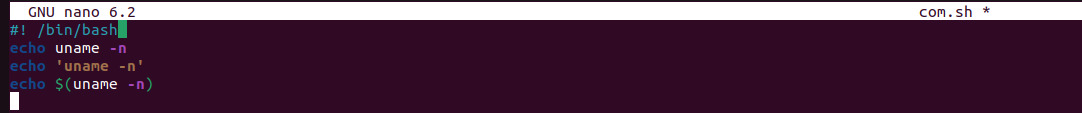 GNU nano 6.2 com.sh *
#! /bin/bash
echo uname -n
echo 'uname -n'
echo $(uname -n)